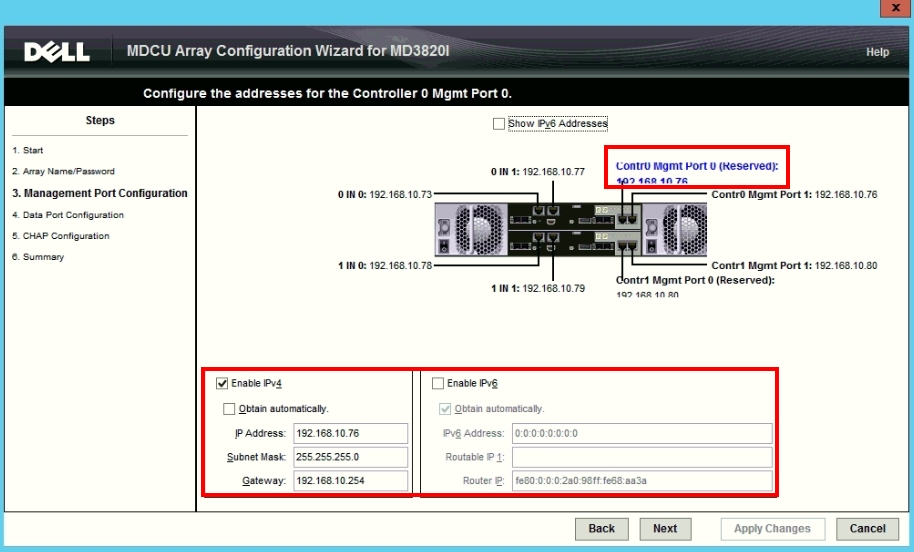 x
DELL
MDCU Array Configuration Wizard for MD3820I
Help
Configure the addresses for the Controller 0 Mgmt Port 0.
Steps
1. Start
2. Array Name/Password
3. Management Port Configuration
4. Data Port Configuration
5. CHAP Configuration
6. Summary
Show IPv6 Addresses
0 IN 1: 192.168.10.77
Contr0 Mgmt Port 0 (Reserved):
192.168.10.76
0 IN 0: 192.168.10.73
Contr0 Mgmt Port 1: 192.168.10.76
1 IN 0: 192.168.10.78
Contr1 Mgmt Port 1: 192.168.10.80
1 IN 1: 192.168.10.79
Contr1 Mgmt Port 0 (Reserved):
192.168.10.80
Enable IPv4
Obtain automatically.
IP Address: 192.168.10.76
Subnet Mask: 255.255.255.0
Gateway: 192.168.10.254
Enable IPv6
Obtain automatically.
IPv6 Address: 0:0:0:0:0:0:0:0
Routable IP 1:
Router IP: fe80:0:0:0:2a0:98ff:fe68:aa3a
Back
Next
Apply Changes
Cancel